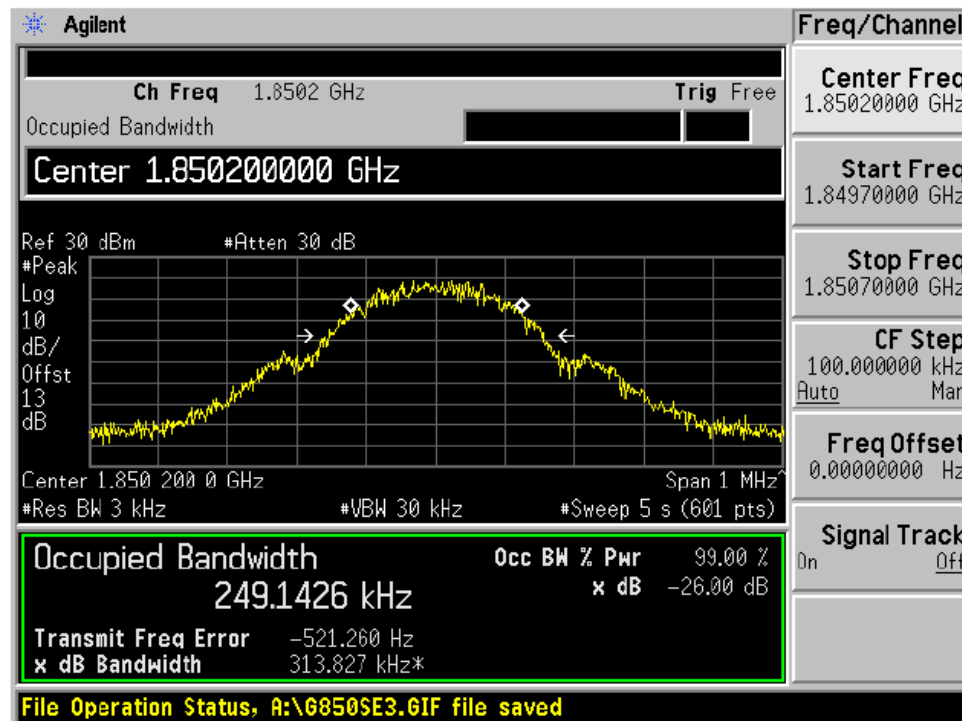 Agilent
Freq/Channel
Ch Freq 1.8502 GHz Trig Free
Occupied Bandwidth
Center 1.850200000 GHz
Ref 30 dBm #Atten 30 dB
#Peak
Log
10
dB/
Offst
13
dB
Center 1.850 200 0 GHz Span 1 MHz^
#Res BW 3 kHz #VBW 30 kHz #Sweep 5 s (601 pts)
Occupied Bandwidth
249.1426 kHz
Occ BW % Pwr 99.00 %
x dB -26.00 dB
Transmit Freq Error -521.260 Hz
x dB Bandwidth 313.827 kHz*
File Operation Status, A:\G850SE3.GIF file saved
Center Freq
1.85020000 GHz
Start Freq
1.84970000 GHz
Stop Freq
1.85070000 GHz
CF Step
100.000000 kHz
Auto Man
Freq Offset
0.00000000 Hz
Signal Track
On Off